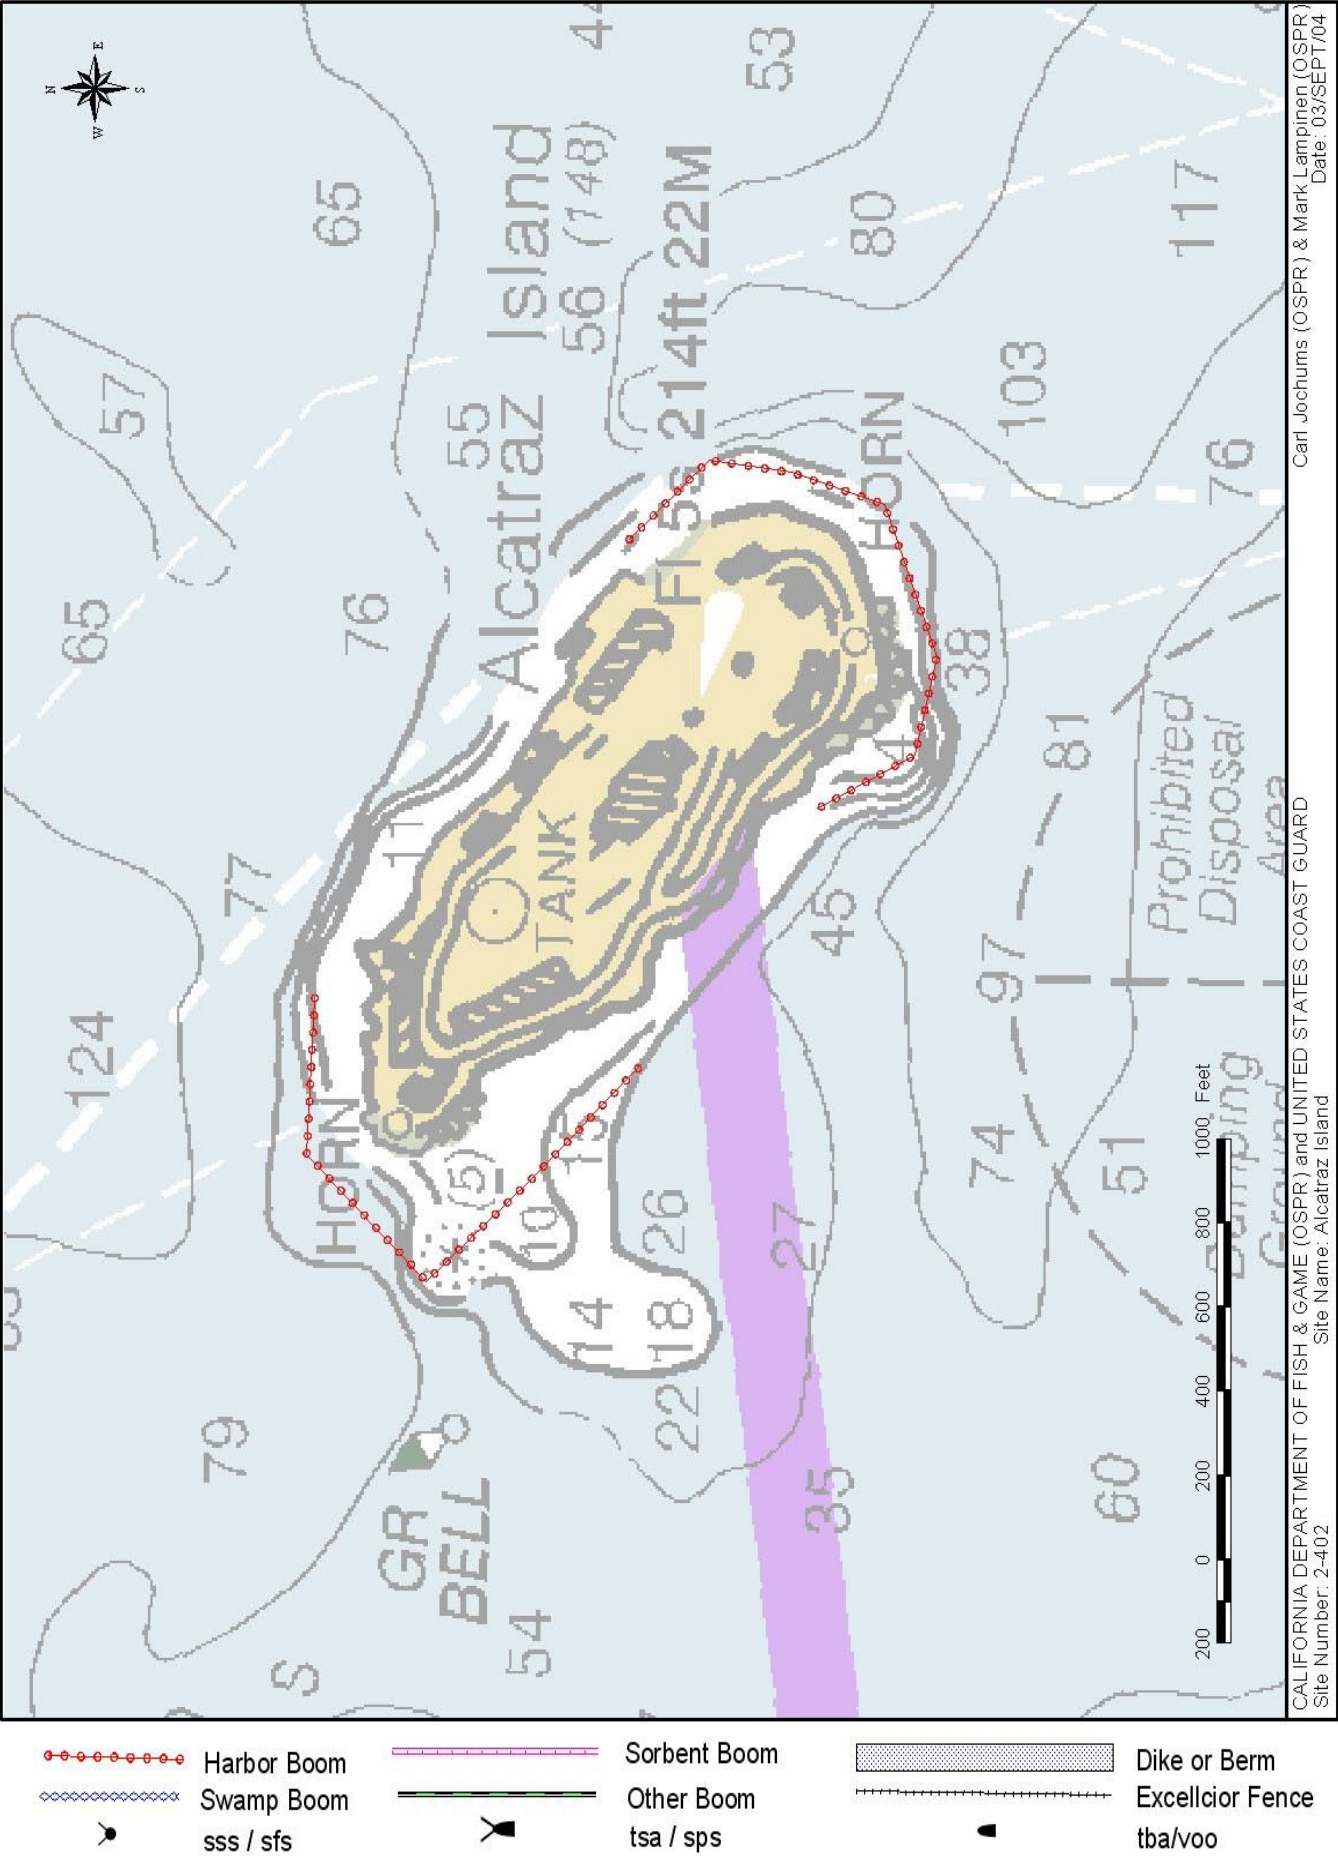 CALIFORNIA DEPARTMENT OF FISH & GAME (OSPR) and UNITED STATES COAST GUARD
Carl Jochums (OSPR) & Mark Lampinen (OSPR)
Site Number: 2-402
Site Name: Alcatraz Island
Date: 03/SEPT/04
N
E
S
W
44
53
65
57
Island
56 (148)
55
Alcatraz
Fl 5s 214ft 22M
80
117
103
HORN
76
65
76
38
81
Prohibited
Disposal
Area
14
11
77
TANK
45
97
124
HORN
(5)
15
10
26
27
74
51
Dumping
Ground
14
18
22
79
GR
BELL
35
60
54
S
200 0 200 400 600 800 1000 Feet
Harbor Boom
Sorbent Boom
Dike or Berm
Swamp Boom
Other Boom
Excellcior Fence
sss / sfs
tsa / sps
tba/voo